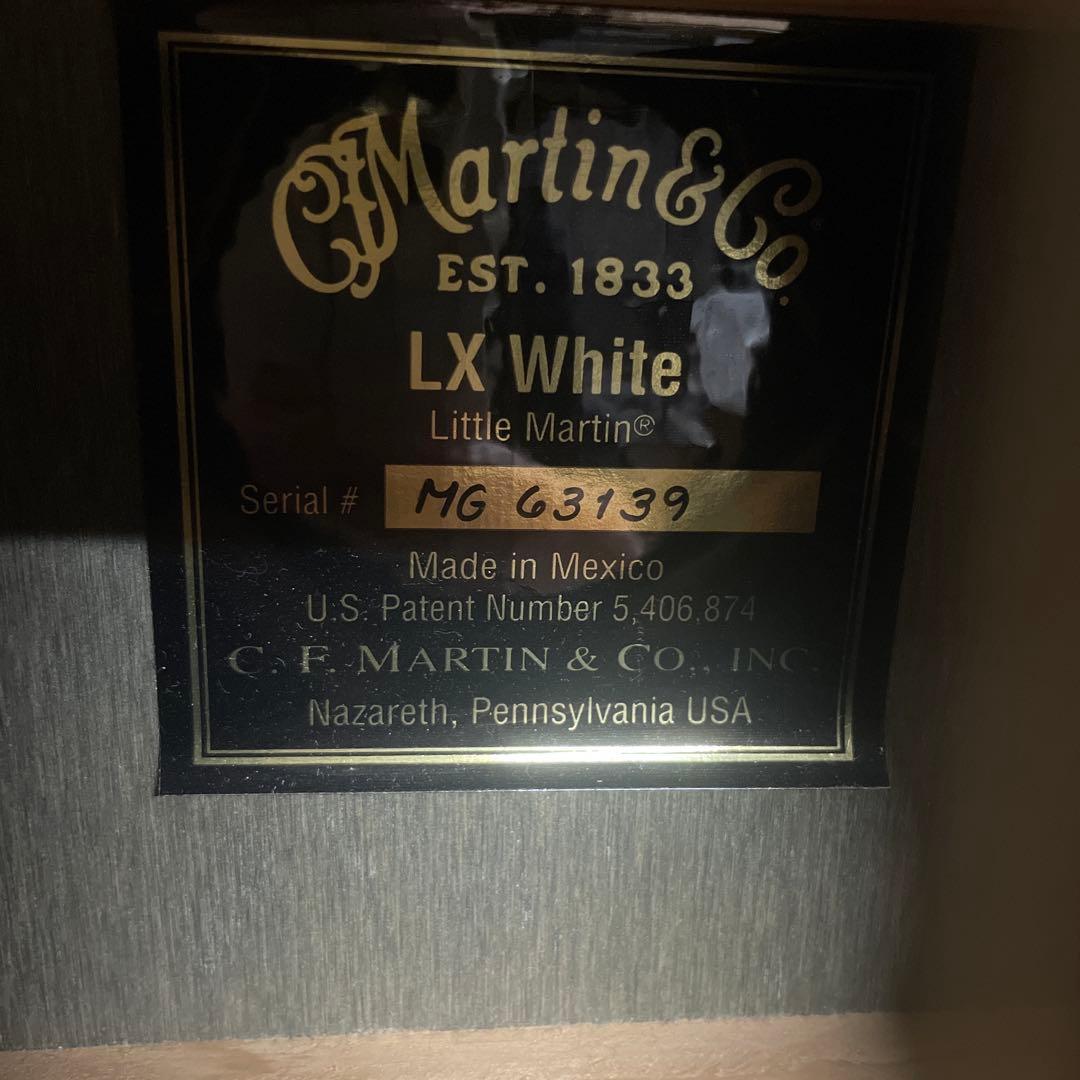 CFMartin & Co.
EST. 1833
LX White
Little Martin®
Serial # MG 63139
Made in Mexico
U.S. Patent Number 5,406,874
C. F. MARTIN & CO., INC.
Nazareth, Pennsylvania USA